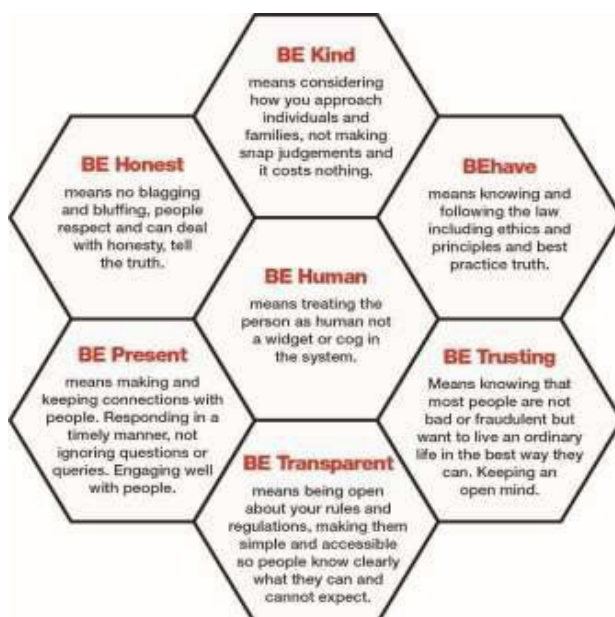 BE Kind
means considering
how you approach
individuals and
families, not making
snap judgements and
it costs nothing.
BE Honest
means no blagging
and bluffing, people
respect and can deal
with honesty, tell
the truth.
BEhave
means knowing and
following the law
including ethics and
principles and best
practice truth.
BE Human
means treating the
person as human not
a widget or cog in
the system.
BE Present
means making and
keeping connections with
people. Responding in a
timely manner, not
ignoring questions or
queries. Engaging well
with people.
BE Trusting
Means knowing that
most people are not
bad or fraudulent but
want to live an ordinary
life in the best way they
can. Keeping an
open mind.
BE Transparent
means being open
about your rules and
regulations, making them
simple and accessible
so people know clearly
what they can and
cannot expect.